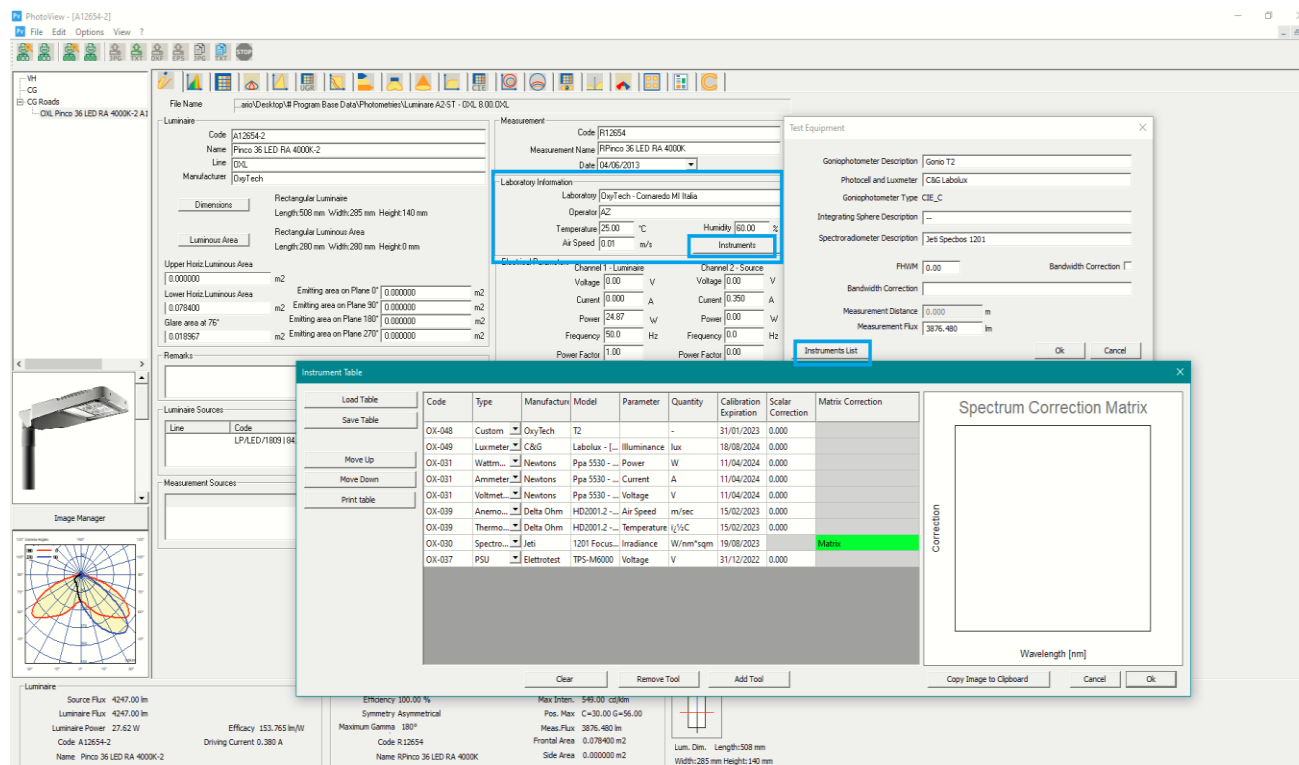 PhotoView - [A12654-2]
File Edit Options View ?
JPG TXT OXF EPS JPG TXT STOP
VH
CG
CG Roads
OXL Pinco 36 LED RA 4000K-2 A1
File Name ...ario\Desktop\# Program Base Data\Photometries\Luminare A2-ST - OXL 8.00.OXL
Luminaire
Code A12654-2
Name Pinco 36 LED RA 4000K-2
Line OXL
Manufacturer OxyTech
Dimensions
Rectangular Luminaire
Length:508 mm Width:285 mm Height:140 mm
Luminous Area
Rectangular Luminous Area
Length:280 mm Width:280 mm Height:0 mm
Upper Horiz.Luminous Area
0.000000 m2
Lower Horiz.Luminous Area
0.078400 m2
Glare area at 76°
0.018967 m2
Emitting area on Plane 0° 0.000000 m2
Emitting area on Plane 90° 0.000000 m2
Emitting area on Plane 180° 0.000000 m2
Emitting area on Plane 270° 0.000000 m2
Remarks
Luminaire Sources
Line Code
LP/LED/1809|84
Measurement Sources
Measurement
Code R12654
Measurement Name RPinco 36 LED RA 4000K
Date 04/06/2013
Laboratory Information
Laboratory OxyTech - Cornaredo MI Italia
Operator AZ
Temperature 25.00 °C Humidity 60.00 %
Air Speed 0.01 m/s Instruments
Electrical Parameters
Channel 1 - Luminaire Channel 2 - Source
Voltage 0.00 V Voltage 0.00 V
Current 0.000 A Current 0.350 A
Power 24.87 W Power 0.00 W
Frequency 50.0 Hz Frequency 0.0 Hz
Power Factor 1.00 Power Factor 0.00
Test Equipment
Goniophotometer Description Gonio T2
Photocell and Luxmeter C&G Labolux
Goniophotometer Type CIE_C
Integrating Sphere Description --
Spectroradiometer Description Jeti Specbos 1201
FHWM 0.00 Bandwidth Correction
Bandwidth Correction
Measurement Distance 0.000 m
Measurement Flux 3876.480 lm
Instruments List Ok Cancel
Instrument Table
Load Table
Save Table
Move Up
Move Down
Print table
Code Type Manufacture Model Parameter Quantity Calibration Expiration Scalar Correction Matrix Correction
OX-048 Custom OxyTech T2 - 31/01/2023 0.000
OX-049 Luxmeter C&G Labolux - [... Illuminance lux 18/08/2024 0.000
OX-031 Wattm... Newtons Ppa 5530 - ... Power W 11/04/2024 0.000
OX-031 Ammeter Newtons Ppa 5530 - ... Current A 11/04/2024 0.000
OX-031 Voltmet... Newtons Ppa 5530 - ... Voltage V 11/04/2024 0.000
OX-039 Anemo... Delta Ohm HD2001.2 -... Air Speed m/sec 15/02/2023 0.000
OX-039 Thermo... Delta Ohm HD2001.2 -... Temperature ï¿½C 15/02/2023 0.000
OX-030 Spectro... Jeti 1201 Focus... Irradiance W/nm*sqm 19/08/2023 Matrix
OX-037 PSU Elettrotest TPS-M6000 Voltage V 31/12/2022 0.000
Spectrum Correction Matrix
Correction
Wavelength [nm]
Clear Remove Tool Add Tool Copy Image to Clipboard Cancel Ok
Image Manager
Luminaire
Source Flux 4247.00 lm
Luminaire Flux 4247.00 lm
Luminaire Power 27.62 W Efficacy 153.765 lm/W
Code A12654-2 Driving Current 0.380 A
Name Pinco 36 LED RA 4000K-2
Efficiency 100.00 % Max Inten. 549.00 cd/klm
Symmetry Asymmetrical Pos. Max C=30.00 G=56.00
Maximum Gamma 180° Meas.Flux 3876.480 lm
Code R12654 Frontal Area 0.078400 m2
Name RPinco 36 LED RA 4000K Side Area 0.000000 m2
Lum. Dim. Length:508 mm
Width:285 mm Height:140 mm